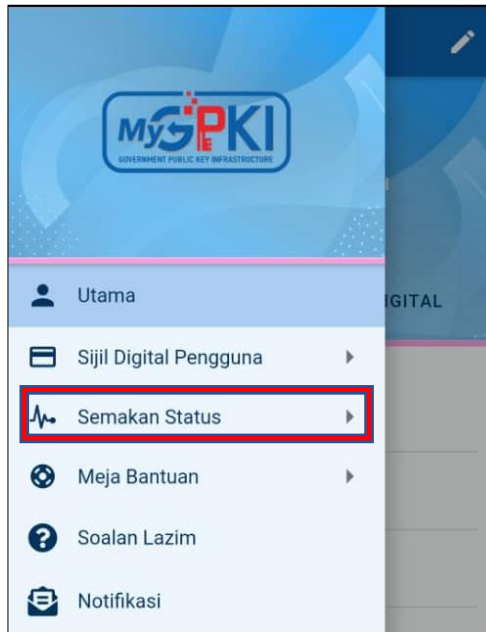 MyGPKI
GOVERNMENT PUBLIC KEY INFRASTRUCTURE
Utama
IGITAL
Sijil Digital Pengguna
Semakan Status
Meja Bantuan
Soalan Lazim
Notifikasi